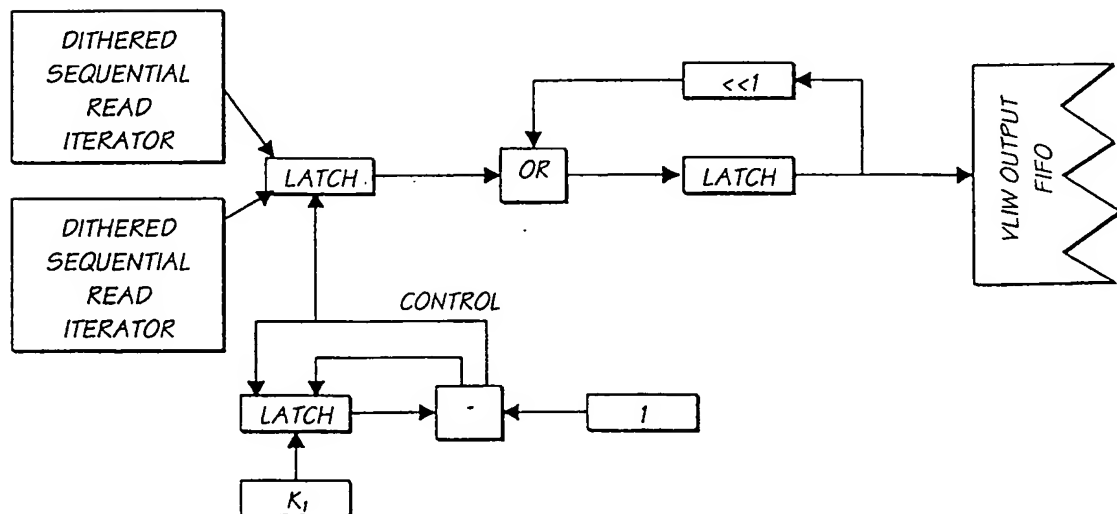 DITHERED
SEQUENTIAL
READ
ITERATOR
<<1
OR
LATCH
LATCH
VLIW OUTPUT
FIFO
DITHERED
SEQUENTIAL
READ
ITERATOR
CONTROL
LATCH
-
1
K₁